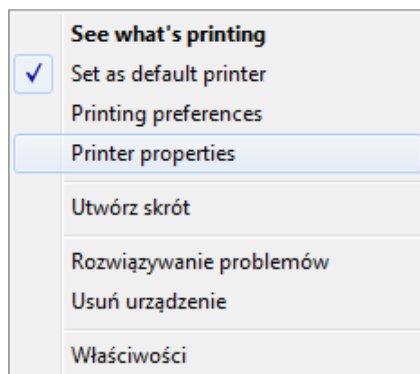 See what's printing
Set as default printer
Printing preferences
Printer properties
Utwórz skrót
Rozwiązywanie problemów
Usuń urządzenie
Właściwości